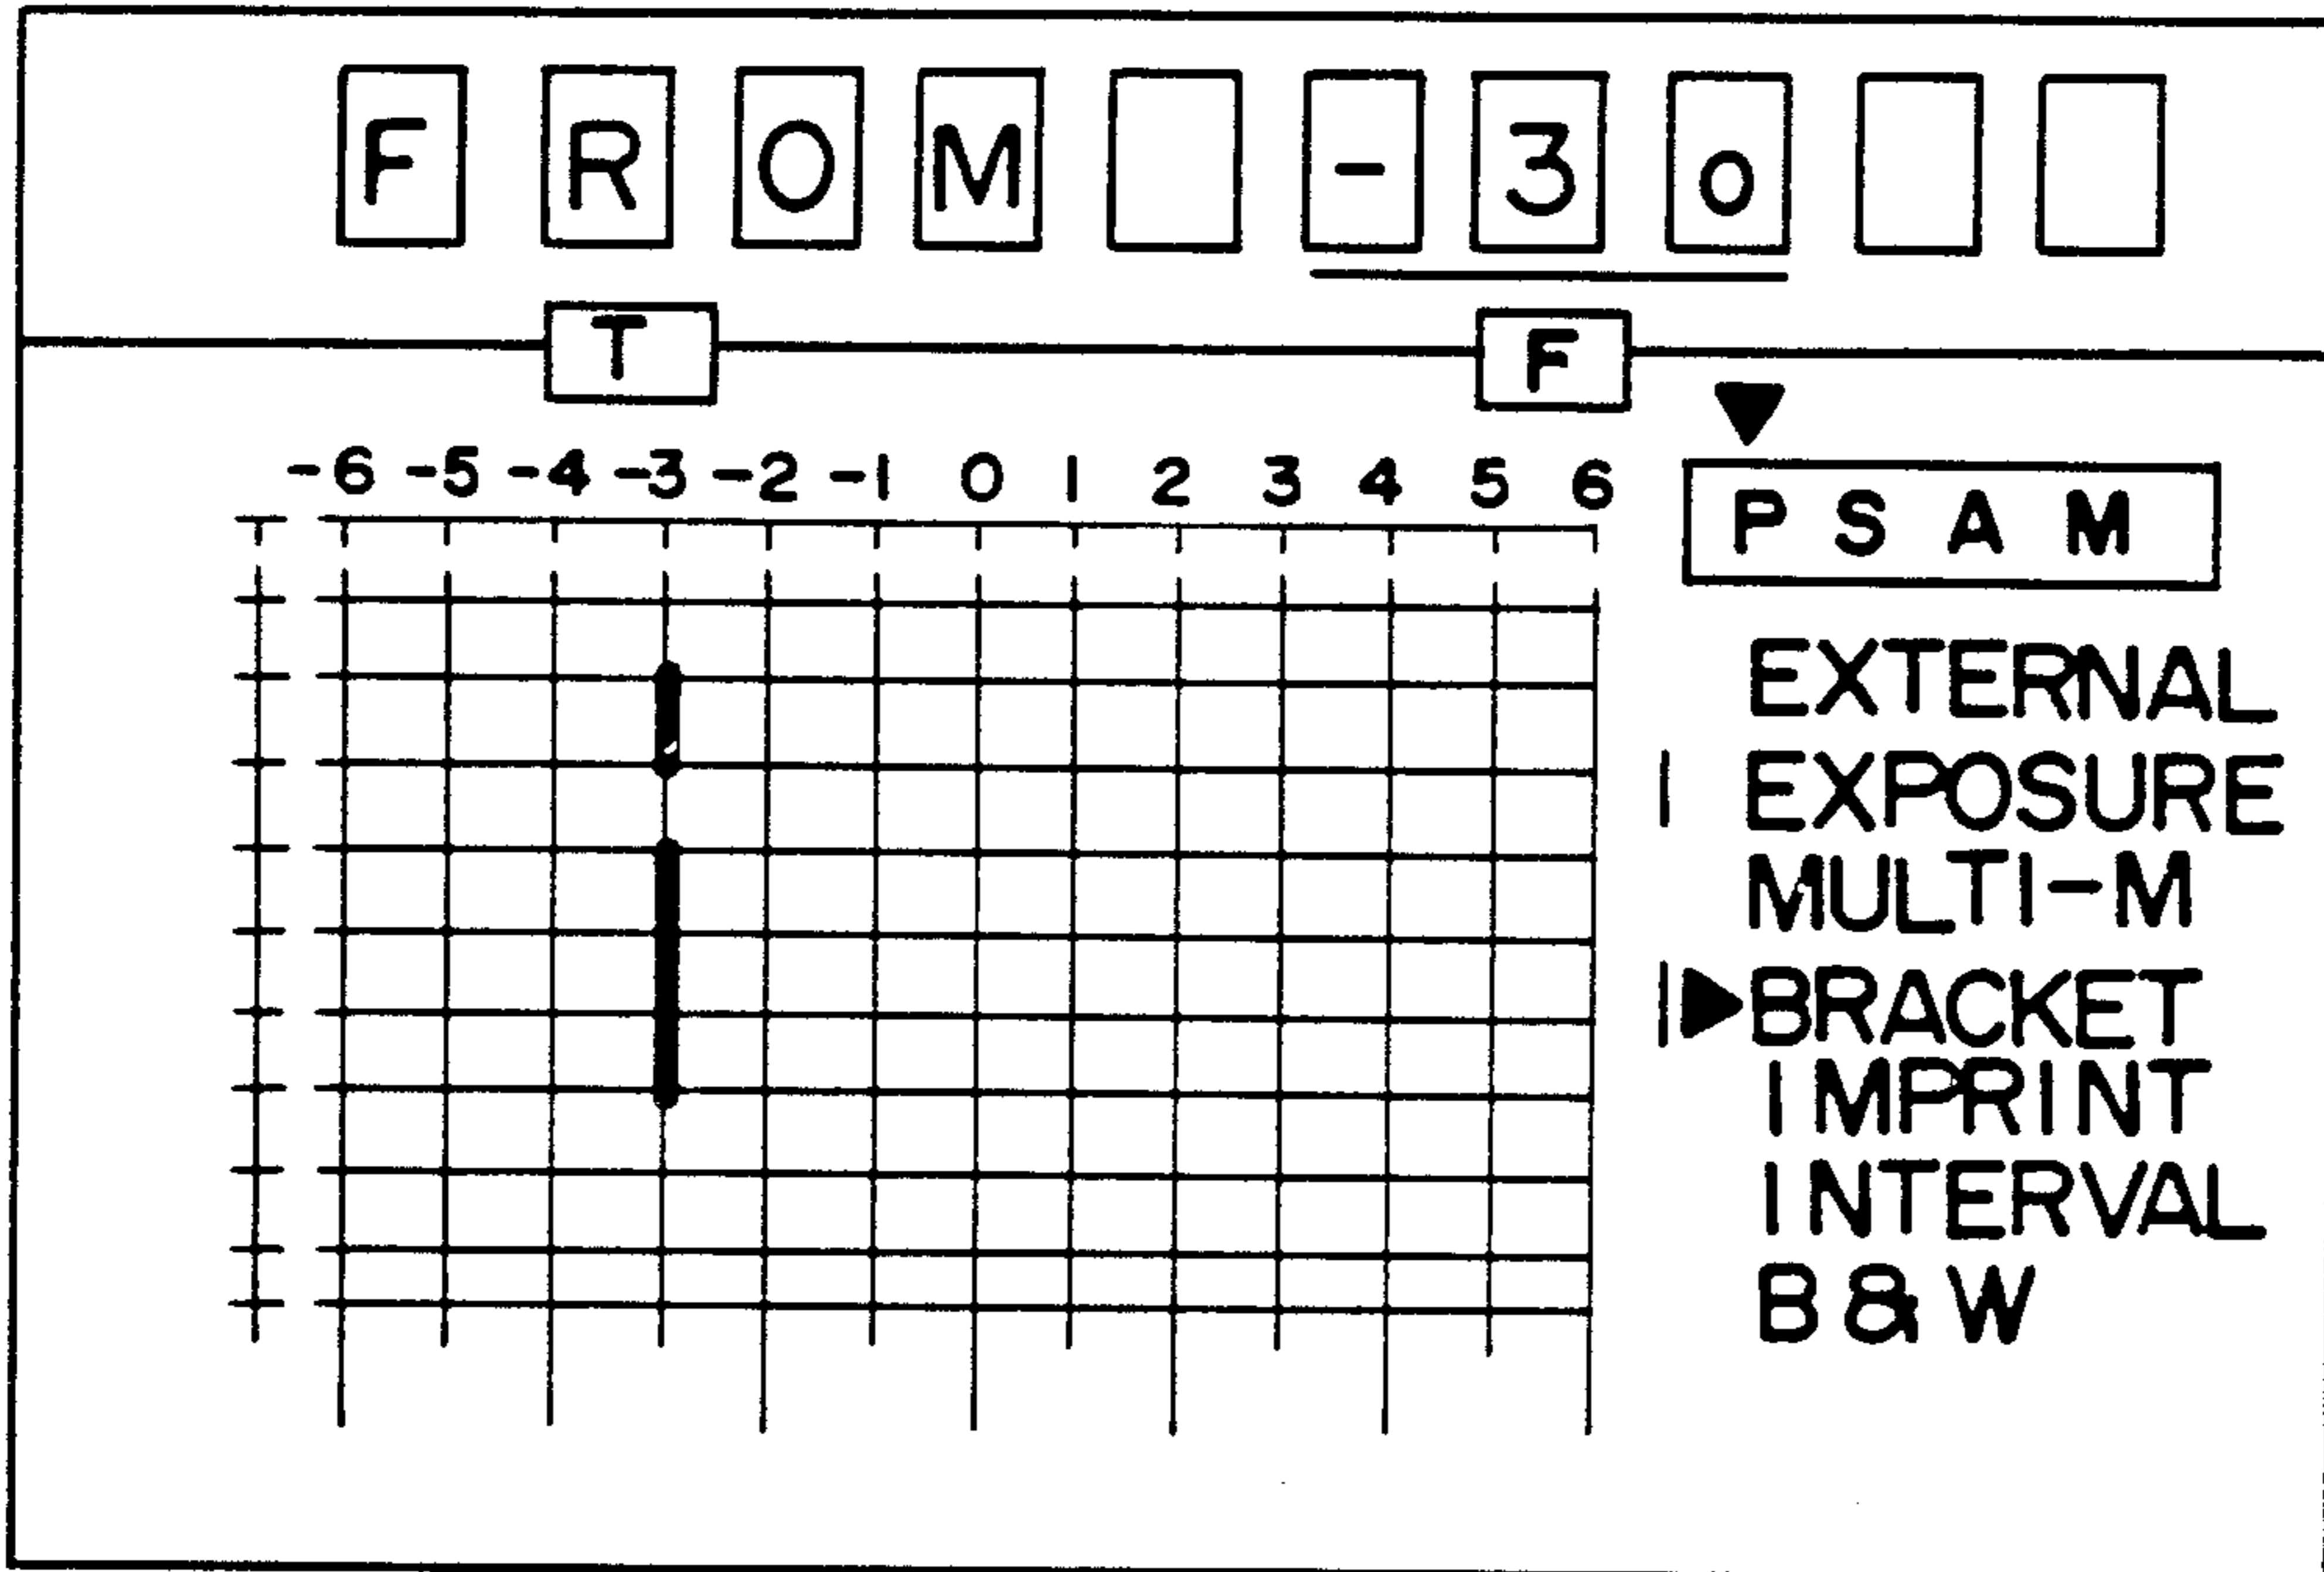 FROM -3o
T F
-6 -5 -4 -3 -2 -1 0 1 2 3 4 5 6
P S A M
EXTERNAL
EXPOSURE
MULTI-M
BRACKET
IMPRINT
INTERVAL
B & W